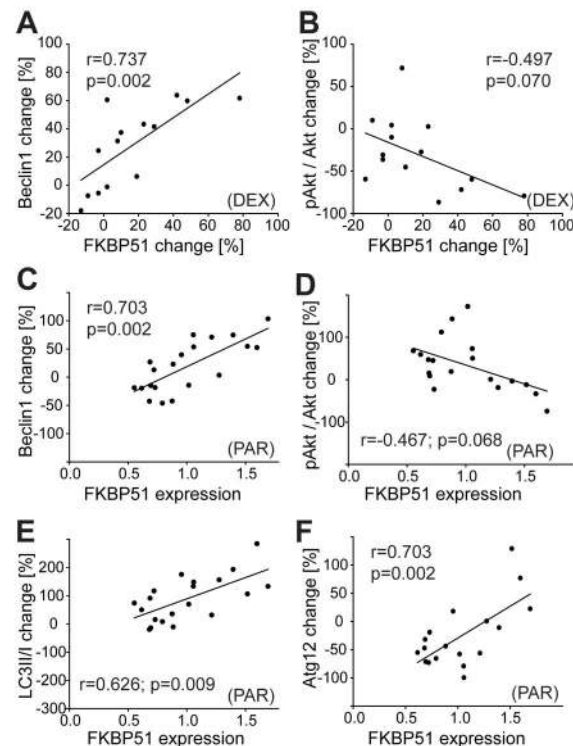 A
Beclin1 change [%]
100
80
60
40
20
0
-20
r=0.737
p=0.002
(DEX)
-20 0 20 40 60 80 100
FKBP51 change [%]
B
pAkt / Akt change [%]
100
50
0
-50
-100
r=-0.497
p=0.070
(DEX)
-20 0 20 40 60 80 100
FKBP51 change [%]
C
Beclin1 change [%]
150
100
50
0
-50
-100
r=0.703
p=0.002
(PAR)
0.0 0.5 1.0 1.5 2.0
FKBP51 expression
D
pAkt / Akt change [%]
100
0
-100
r=-0.467; p=0.068
(PAR)
0.0 0.5 1.0 1.5 2.0
FKBP51 expression
E
LC3II/I change [%]
200
100
0
-100
-200
-300
r=0.626; p=0.009
(PAR)
0.0 0.5 1.0 1.5 2.0
FKBP51 expression
F
Atg12 change [%]
150
100
50
0
-50
-100
r=0.703
p=0.002
(PAR)
0.0 0.5 1.0 1.5 2.0
FKBP51 expression